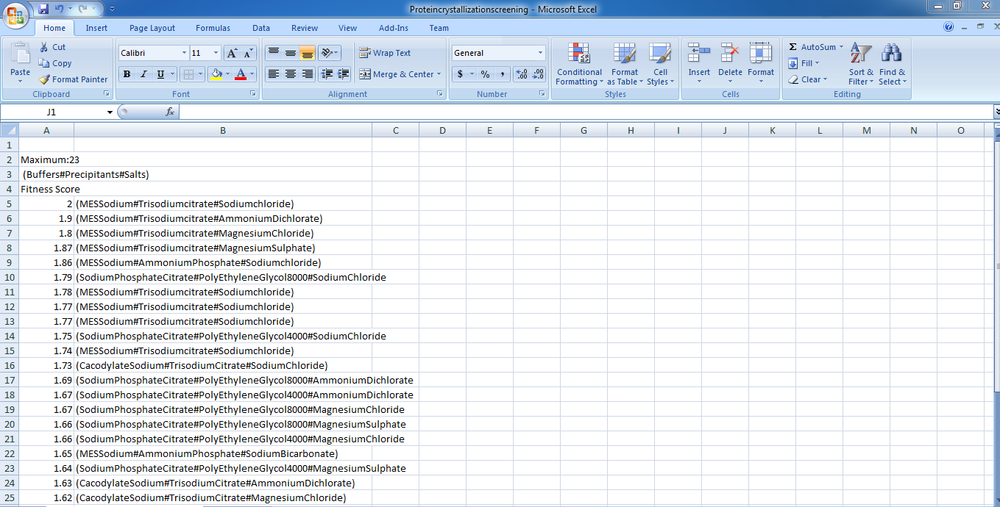 Proteincrystallizationscreening - Microsoft Excel
Home Insert Page Layout Formulas Data Review View Add-Ins Team
Paste Cut Copy Format Painter
Clipboard
Calibri 11
B I U A A A
Font
Wrap Text
Merge & Center
Alignment
General
$ % , .00 .0 .00
Number
Conditional Formatting Format as Table Cell Styles
Styles
Insert Delete Format
Cells
Σ AutoSum Fill Clear Sort & Filter Find & Select
Editing
J1 fx
A B C D E F G H I J K L M N O
1
2 Maximum:23
3 (Buffers#Precipitants#Salts)
4 Fitness Score
5 2 (MESSodium#Trisodiumcitrate#Sodiumchloride)
6 1.9 (MESSodium#Trisodiumcitrate#AmmoniumDichlorate)
7 1.8 (MESSodium#Trisodiumcitrate#MagnesiumChloride)
8 1.87 (MESSodium#Trisodiumcitrate#MagnesiumSulphate)
9 1.86 (MESSodium#AmmoniumPhosphate#Sodiumchloride)
10 1.79 (SodiumPhosphateCitrate#PolyEthyleneGlycol8000#SodiumChloride
11 1.78 (MESSodium#Trisodiumcitrate#Sodiumchloride)
12 1.77 (MESSodium#Trisodiumcitrate#Sodiumchloride)
13 1.77 (MESSodium#Trisodiumcitrate#Sodiumchloride)
14 1.75 (SodiumPhosphateCitrate#PolyEthyleneGlycol4000#SodiumChloride
15 1.74 (MESSodium#Trisodiumcitrate#Sodiumchloride)
16 1.73 (CacodylateSodium#TrisodiumCitrate#SodiumChloride)
17 1.69 (SodiumPhosphateCitrate#PolyEthyleneGlycol8000#AmmoniumDichlorate
18 1.67 (SodiumPhosphateCitrate#PolyEthyleneGlycol4000#AmmoniumDichlorate
19 1.67 (SodiumPhosphateCitrate#PolyEthyleneGlycol8000#MagnesiumChloride
20 1.66 (SodiumPhosphateCitrate#PolyEthyleneGlycol8000#MagnesiumSulphate
21 1.66 (SodiumPhosphateCitrate#PolyEthyleneGlycol4000#MagnesiumChloride
22 1.65 (MESSodium#AmmoniumPhosphate#SodiumBicarbonate)
23 1.64 (SodiumPhosphateCitrate#PolyEthyleneGlycol4000#MagnesiumSulphate
24 1.63 (CacodylateSodium#TrisodiumCitrate#AmmoniumDichlorate)
25 1.62 (CacodylateSodium#TrisodiumCitrate#MagnesiumChloride)